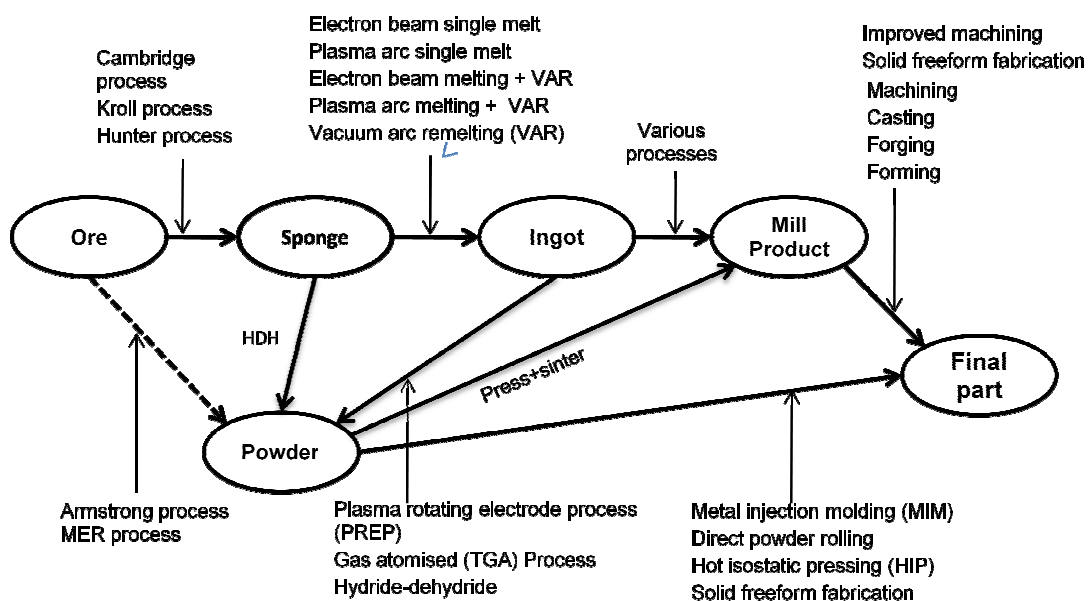 Electron beam single melt
Plasma arc single melt
Electron beam melting + VAR
Plasma arc melting + VAR
Vacuum arc remelting (VAR)
Improved machining
Solid freeform fabrication
Machining
Casting
Forging
Forming
Cambridge
process
Kroll process
Hunter process
Various
processes
Ore
Sponge
Ingot
Mill
Product
HDH
Press+sinter
Final
part
Powder
Armstrong process
MER process
Plasma rotating electrode process
(PREP)
Gas atomised (TGA) Process
Hydride-dehydride
Metal injection molding (MIM)
Direct powder rolling
Hot isostatic pressing (HIP)
Solid freeform fabrication